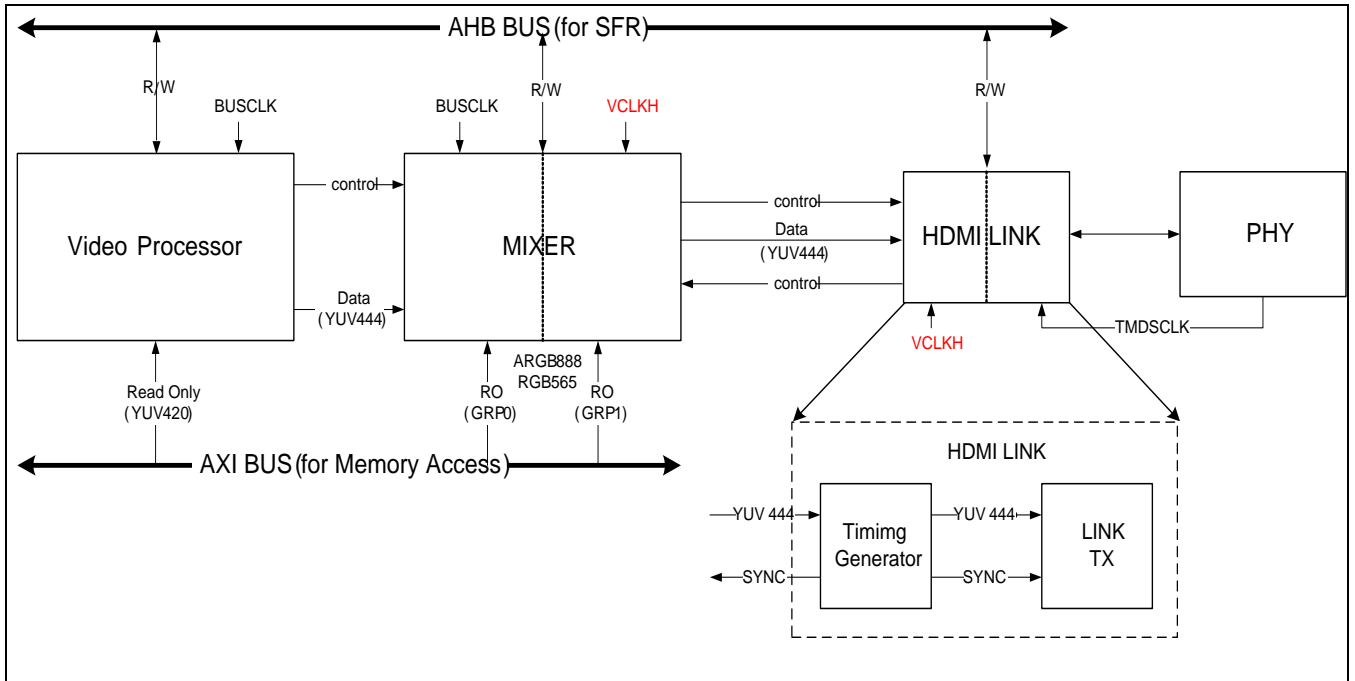 AHB BUS (for SFR)
R/W
BUSCLK
BUSCLK
R/W
VCLKH
R/W
Video Processor
control
Data
(YUV444)
MIXER
control
Data
(YUV444)
control
HDMI LINK
PHY
TMDSCLK
VCLKH
Read Only
(YUV420)
RO
(GRP0)
ARGB888
RGB565
RO
(GRP1)
AXI BUS (for Memory Access)
HDMI LINK
YUV 444
Timimg
Generator
YUV 444
LINK
TX
SYNC
SYNC